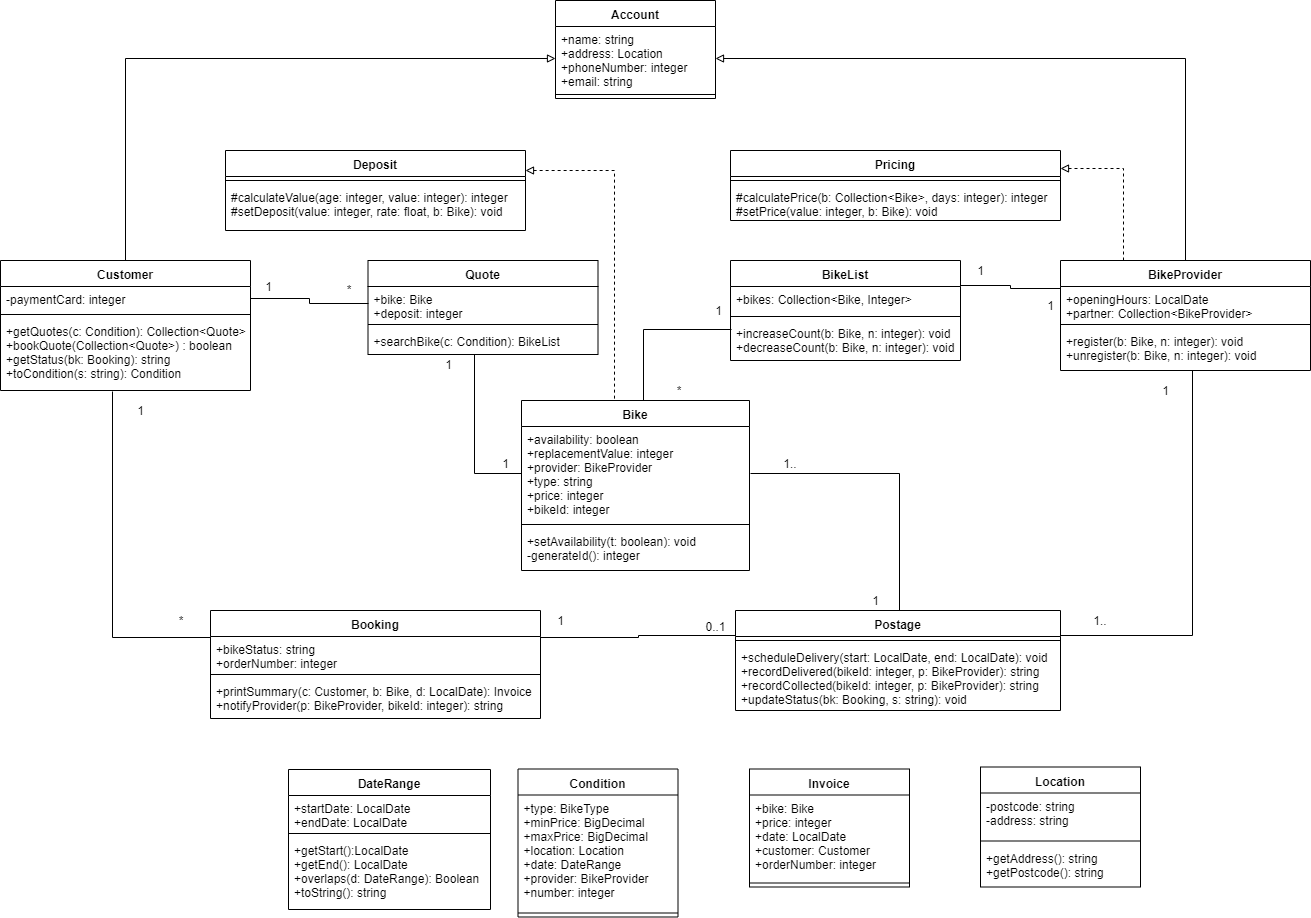 Account
+name: string
+address: Location
+phoneNumber: integer
+email: string
Deposit
#calculateValue(age: integer, value: integer): integer
#setDeposit(value: integer, rate: float, b: Bike): void
Pricing
#calculatePrice(b: Collection<Bike>, days: integer): integer
#setPrice(value: integer, b: Bike): void
Customer
-paymentCard: integer
+getQuotes(c: Condition): Collection<Quote>
+bookQuote(Collection<Quote>) : boolean
+getStatus(bk: Booking): string
+toCondition(s: string): Condition
1
*
Quote
+bike: Bike
+deposit: integer
+searchBike(c: Condition): BikeList
BikeList
+bikes: Collection<Bike, Integer>
+increaseCount(b: Bike, n: integer): void
+decreaseCount(b: Bike, n: integer): void
1
1
BikeProvider
+openingHours: LocalDate
+partner: Collection<BikeProvider>
+register(b: Bike, n: integer): void
+unregister(b: Bike, n: integer): void
1
1
*
1
1
Bike
+availability: boolean
+replacementValue: integer
+provider: BikeProvider
+type: string
+price: integer
+bikeId: integer
+setAvailability(t: boolean): void
-generateId(): integer
1
1..
1
*
Booking
+bikeStatus: string
+orderNumber: integer
+printSummary(c: Customer, b: Bike, d: LocalDate): Invoice
+notifyProvider(p: BikeProvider, bikeId: integer): string
1
0..1
1
Postage
+scheduleDelivery(start: LocalDate, end: LocalDate): void
+recordDelivered(bikeId: integer, p: BikeProvider): string
+recordCollected(bikeId: integer, p: BikeProvider): string
+updateStatus(bk: Booking, s: string): void
1..
DateRange
+startDate: LocalDate
+endDate: LocalDate
+getStart():LocalDate
+getEnd(): LocalDate
+overlaps(d: DateRange): Boolean
+toString(): string
Condition
+type: BikeType
+minPrice: BigDecimal
+maxPrice: BigDecimal
+location: Location
+date: DateRange
+provider: BikeProvider
+number: integer
Invoice
+bike: Bike
+price: integer
+date: LocalDate
+customer: Customer
+orderNumber: integer
Location
-postcode: string
-address: string
+getAddress(): string
+getPostcode(): string